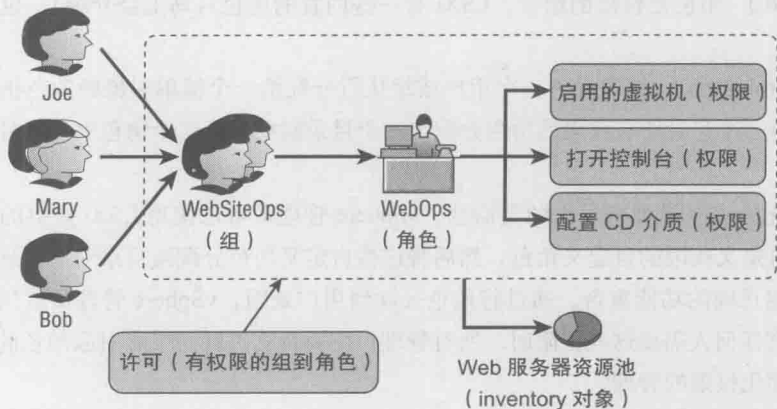 Joe
Mary
Bob
WebSiteOps
（组）
WebOps
（角色）
启用的虚拟机（权限）
打开控制台（权限）
配置 CD 介质（权限）
许可（有权限的组到角色）
Web 服务器资源池
（inventory 对象）